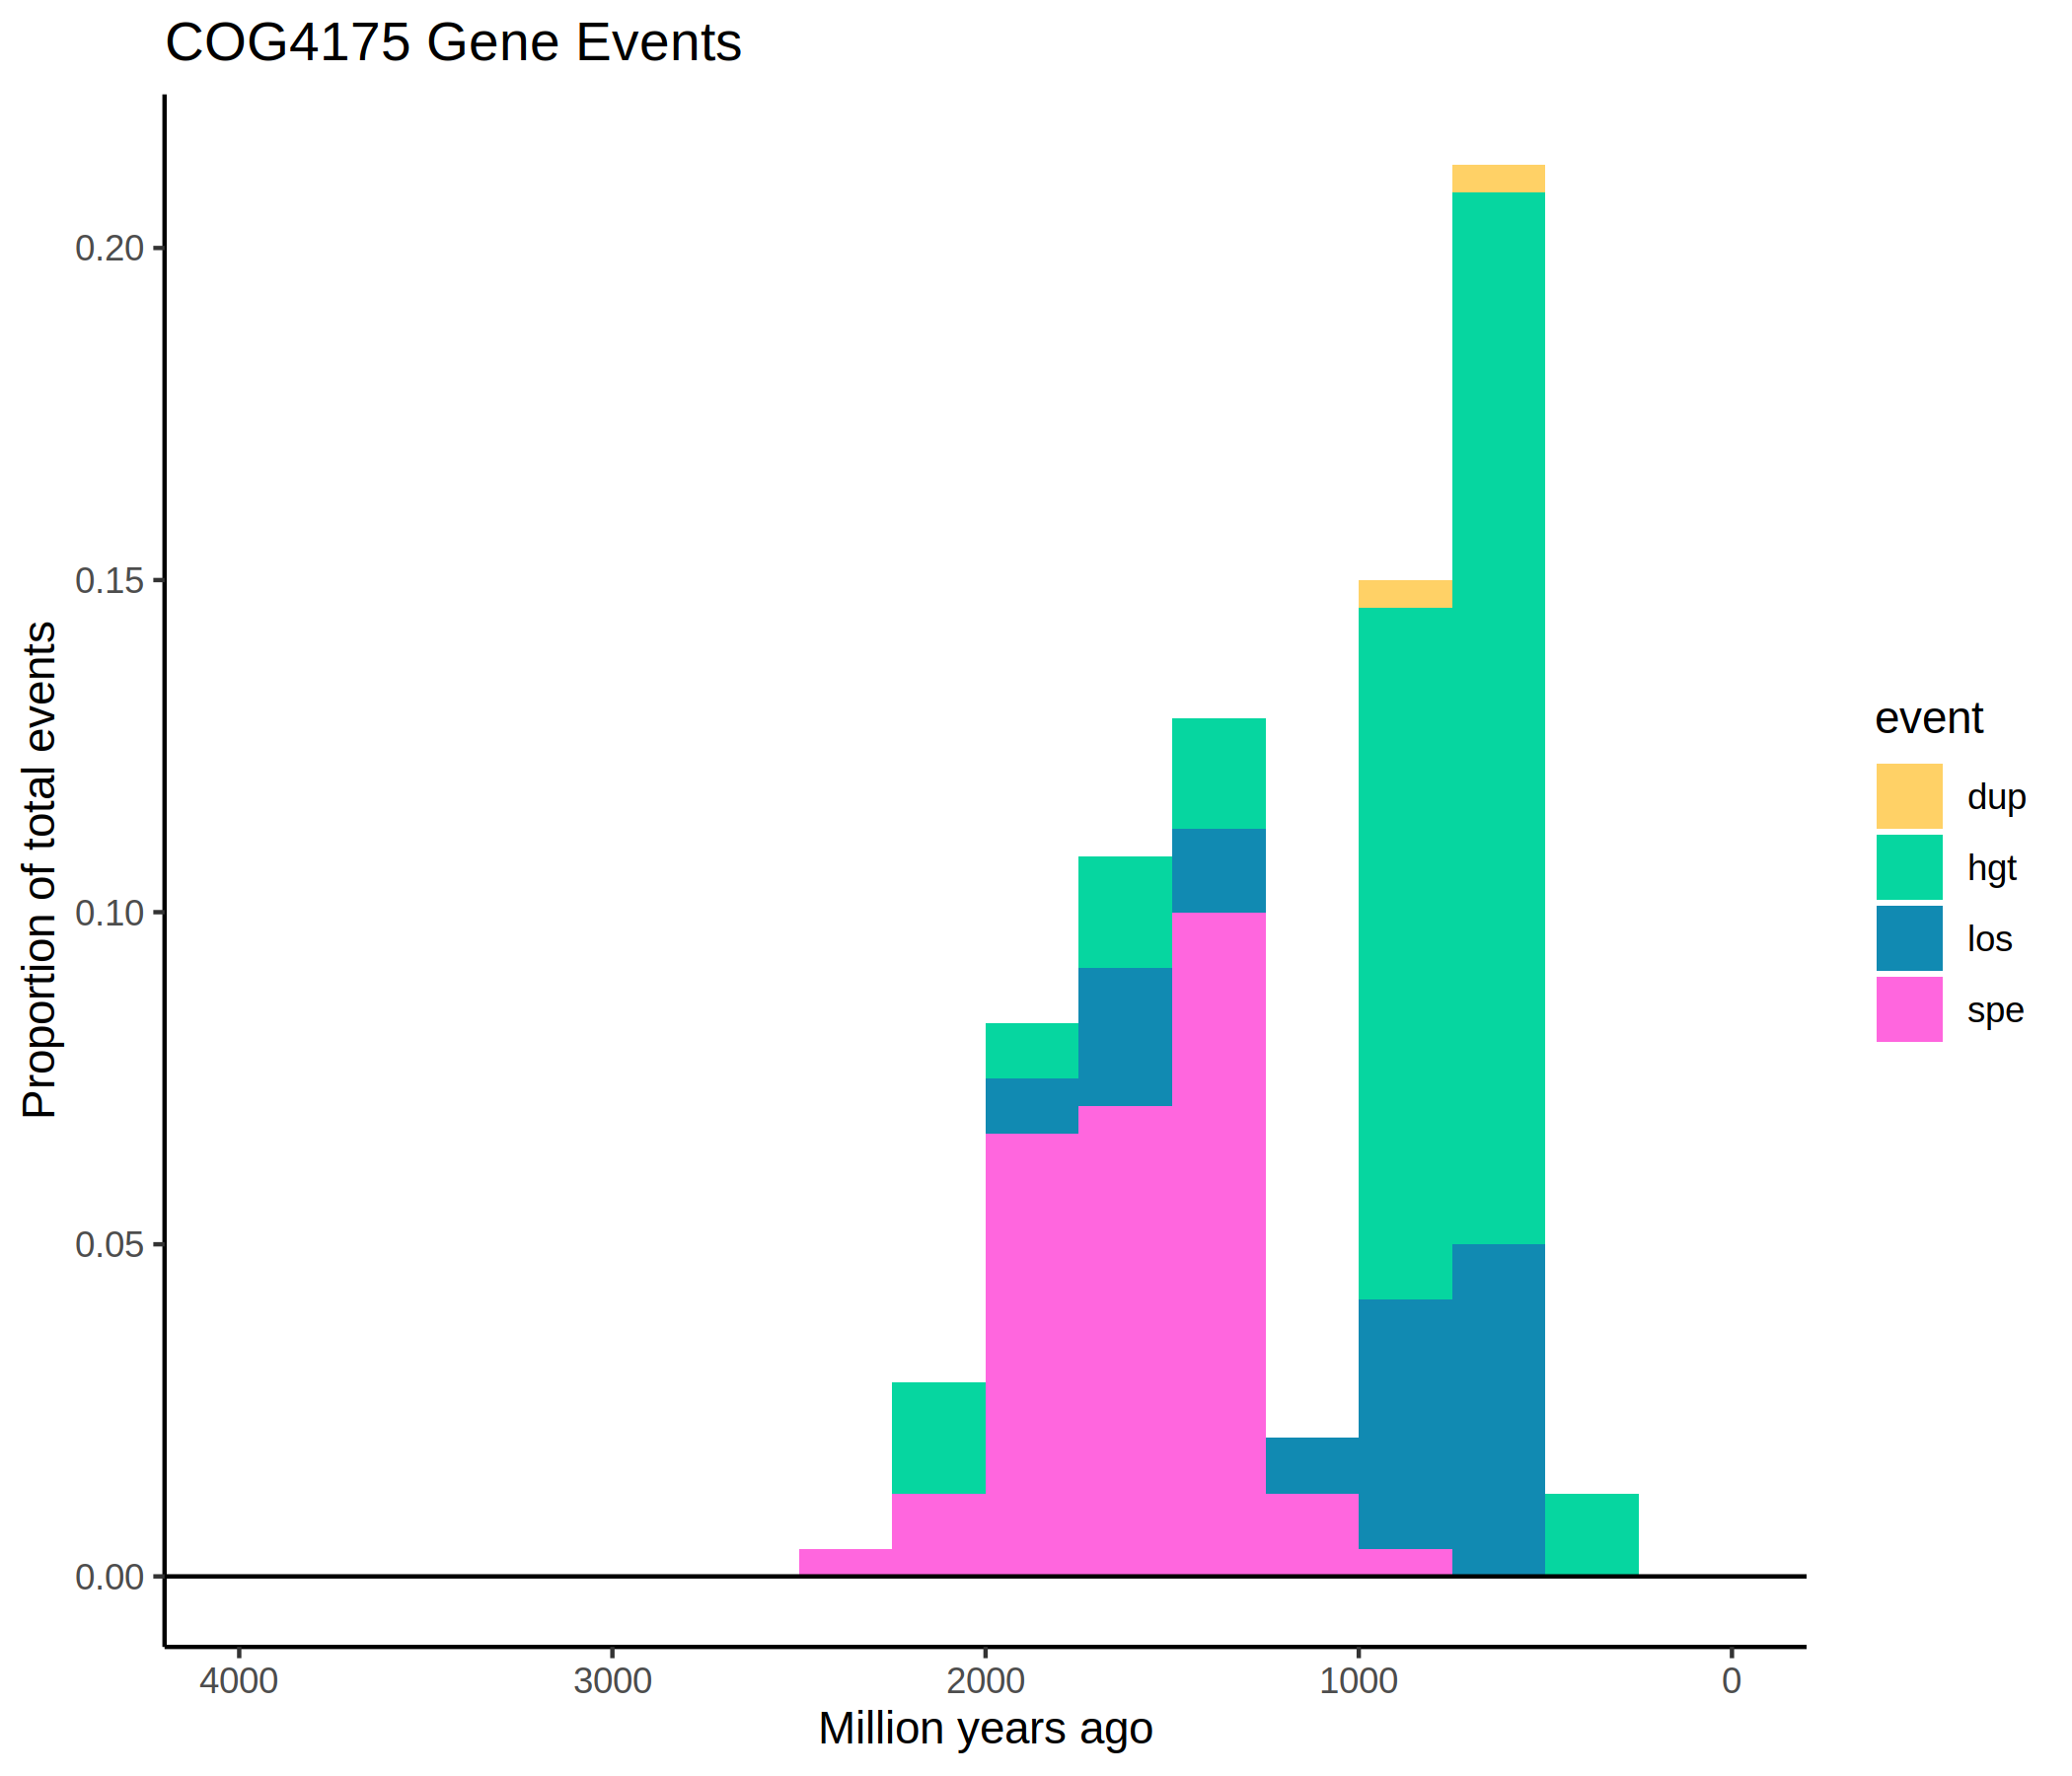 COG4175 Gene Events
Proportion of total events
0.20
0.15
0.10
0.05
0.00
4000 3000 2000 1000 0
Million years ago
event
dup
hgt
los
spe